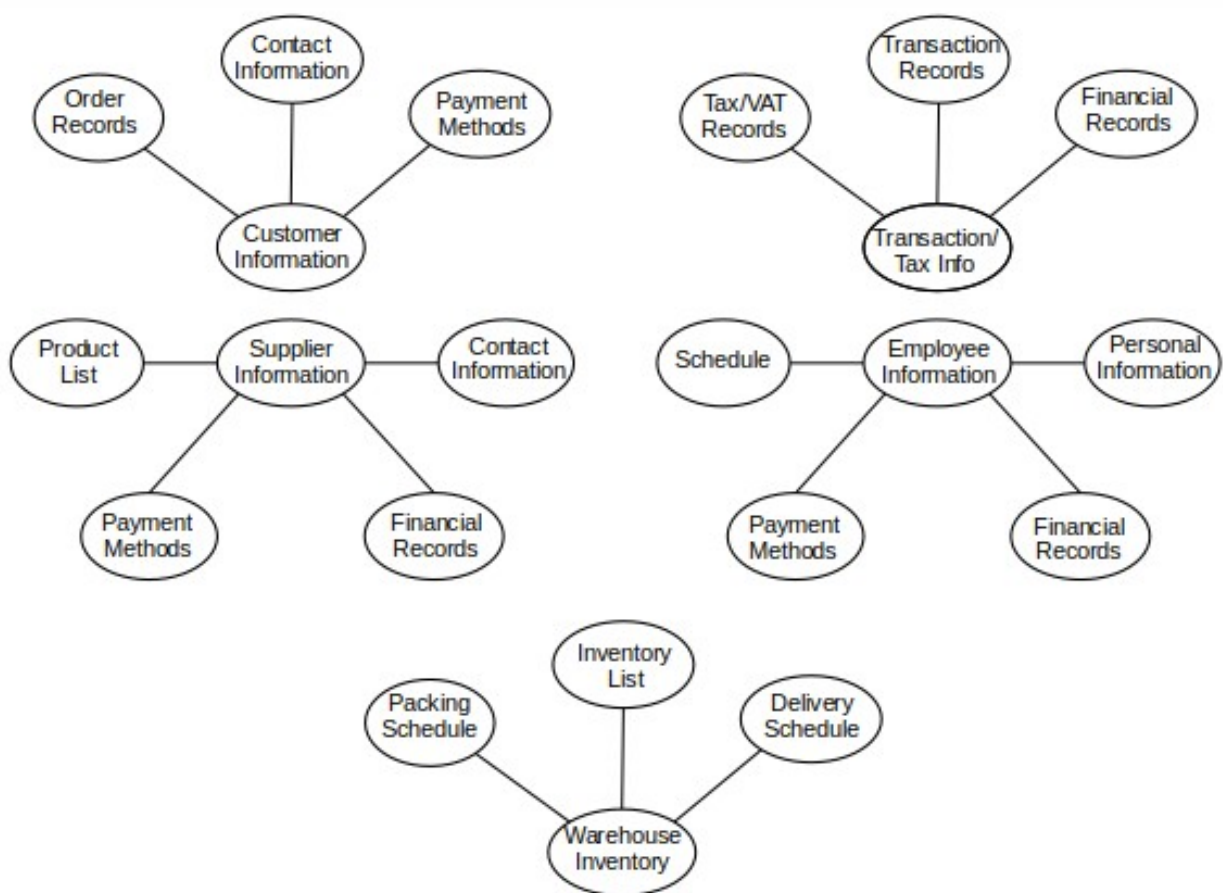 Contact
Information
Order
Records
Payment
Methods
Customer
Information
Transaction
Records
Tax/VAT
Records
Financial
Records
Transaction/
Tax Info
Product
List
Supplier
Information
Contact
Information
Payment
Methods
Financial
Records
Schedule
Employee
Information
Personal
Information
Payment
Methods
Financial
Records
Inventory
List
Packing
Schedule
Delivery
Schedule
Warehouse
Inventory